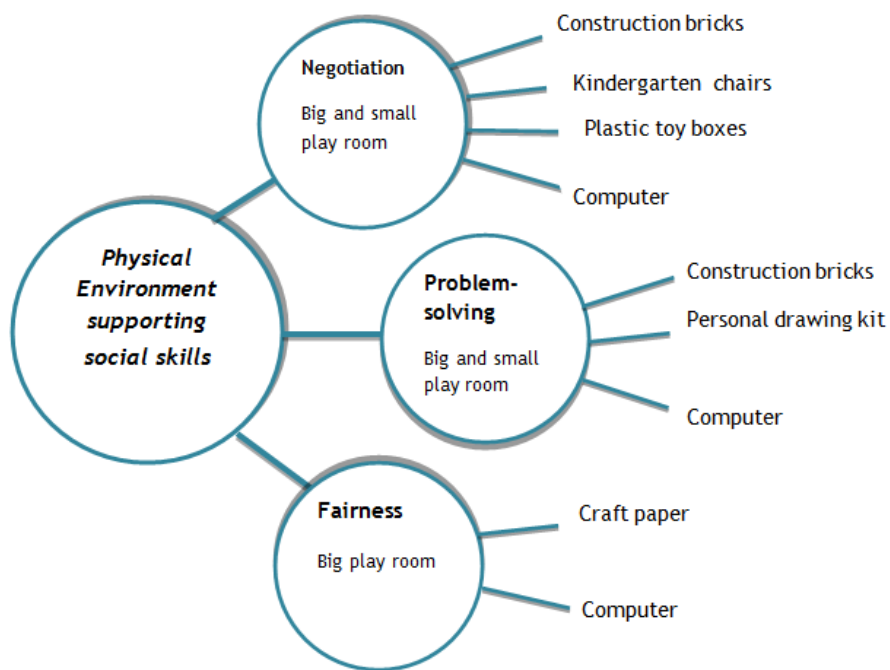 Physical
Environment
supporting
social skills
Negotiation
Big and small
play room
Construction bricks
Kindergarten chairs
Plastic toy boxes
Computer
Problem-
solving
Big and small
play room
Construction bricks
Personal drawing kit
Computer
Fairness
Big play room
Craft paper
Computer